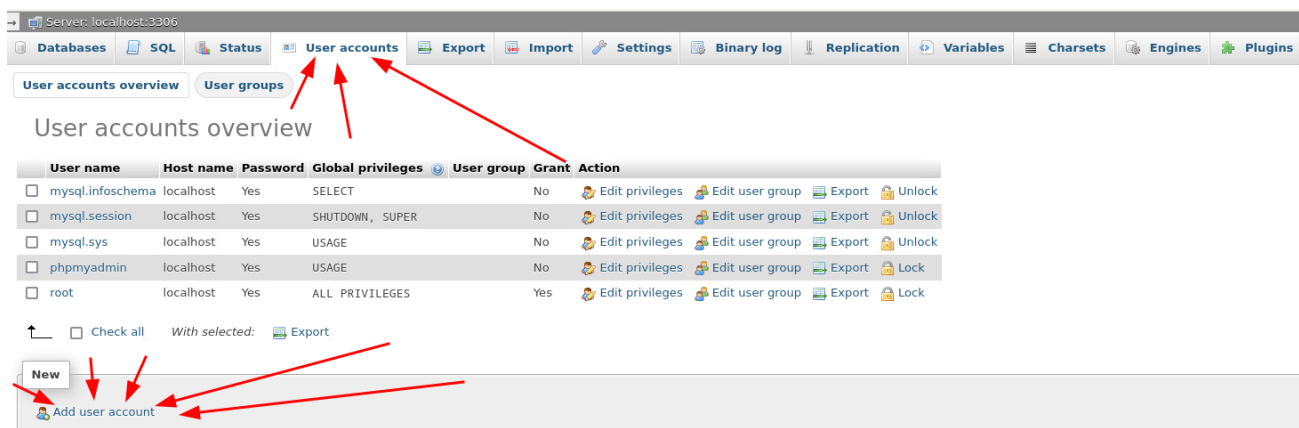 Server: localhost:3306
Databases SQL Status User accounts Export Import Settings Binary log Replication Variables Charsets Engines Plugins
User accounts overview User groups
User accounts overview
User name Host name Password Global privileges User group Grant Action
mysql.infoschema localhost Yes SELECT No Edit privileges Edit user group Export Unlock
mysql.session localhost Yes SHUTDOWN, SUPER No Edit privileges Edit user group Export Unlock
mysql.sys localhost Yes USAGE No Edit privileges Edit user group Export Unlock
phpmyadmin localhost Yes USAGE No Edit privileges Edit user group Export Lock
root localhost Yes ALL PRIVILEGES Yes Edit privileges Edit user group Export Lock
Check all With selected: Export
New
Add user account